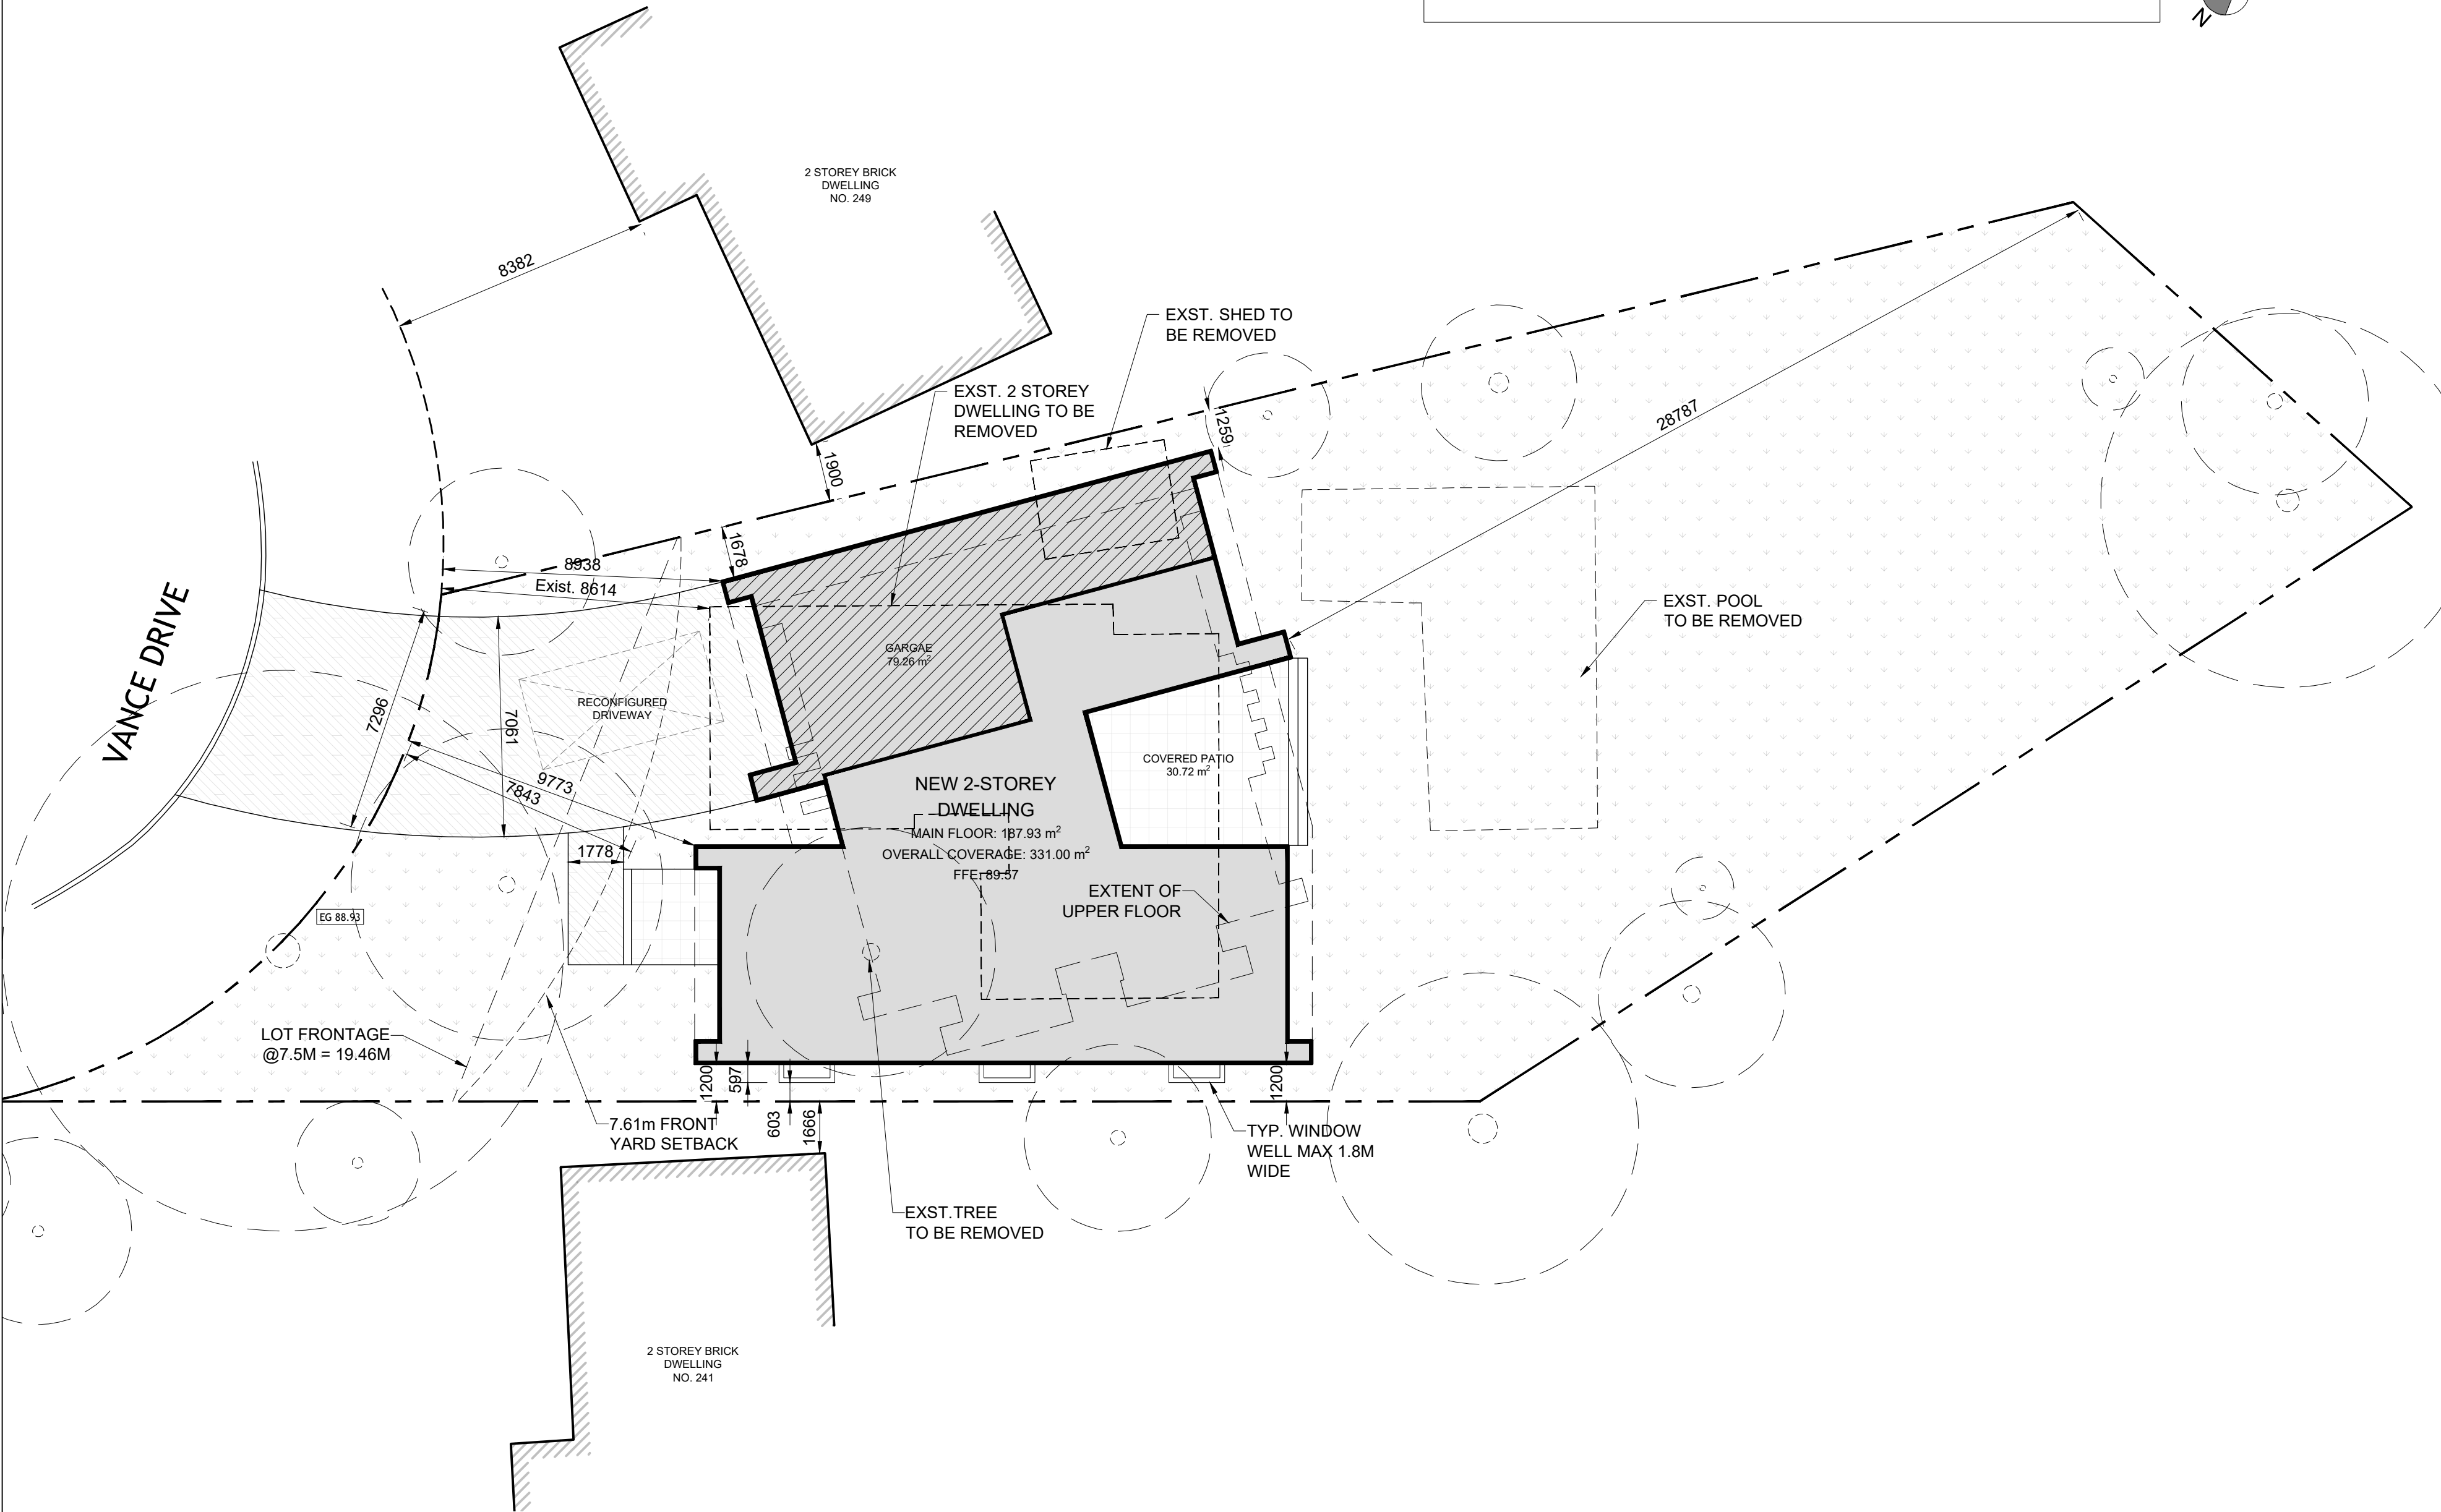 N
2 STOREY BRICK
DWELLING
NO. 249
8382
EXST. SHED TO
BE REMOVED
EXST. 2 STOREY
DWELLING TO BE
REMOVED
1259
28787
1900
1678
8938
Exist. 8614
VANCE DRIVE
EXST. POOL
TO BE REMOVED
GARGAE
79.26 m²
RECONFIGURED
DRIVEWAY
7296
7061
COVERED PATIO
30.72 m²
9773
7843
NEW 2-STOREY
DWELLING
MAIN FLOOR: 187.93 m²
OVERALL COVERAGE: 331.00 m²
FFE: 89.57
1778
EXTENT OF
UPPER FLOOR
EG 88.93
LOT FRONTAGE
@7.5M = 19.46M
1200
597
1200
603
1666
7.61m FRONT
YARD SETBACK
TYP. WINDOW
WELL MAX 1.8M
WIDE
EXST.TREE
TO BE REMOVED
2 STOREY BRICK
DWELLING
NO. 241